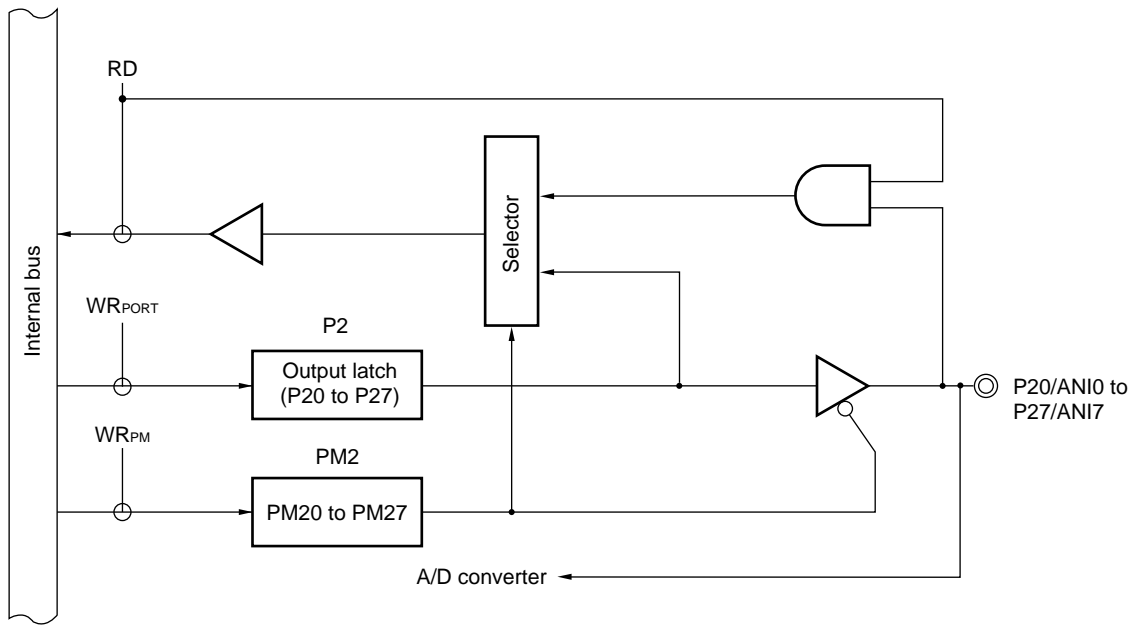 RD
Internal bus
Selector
WRPORT
P2
Output latch
(P20 to P27)
P20/ANI0 to
P27/ANI7
WRPM
PM2
PM20 to PM27
A/D converter